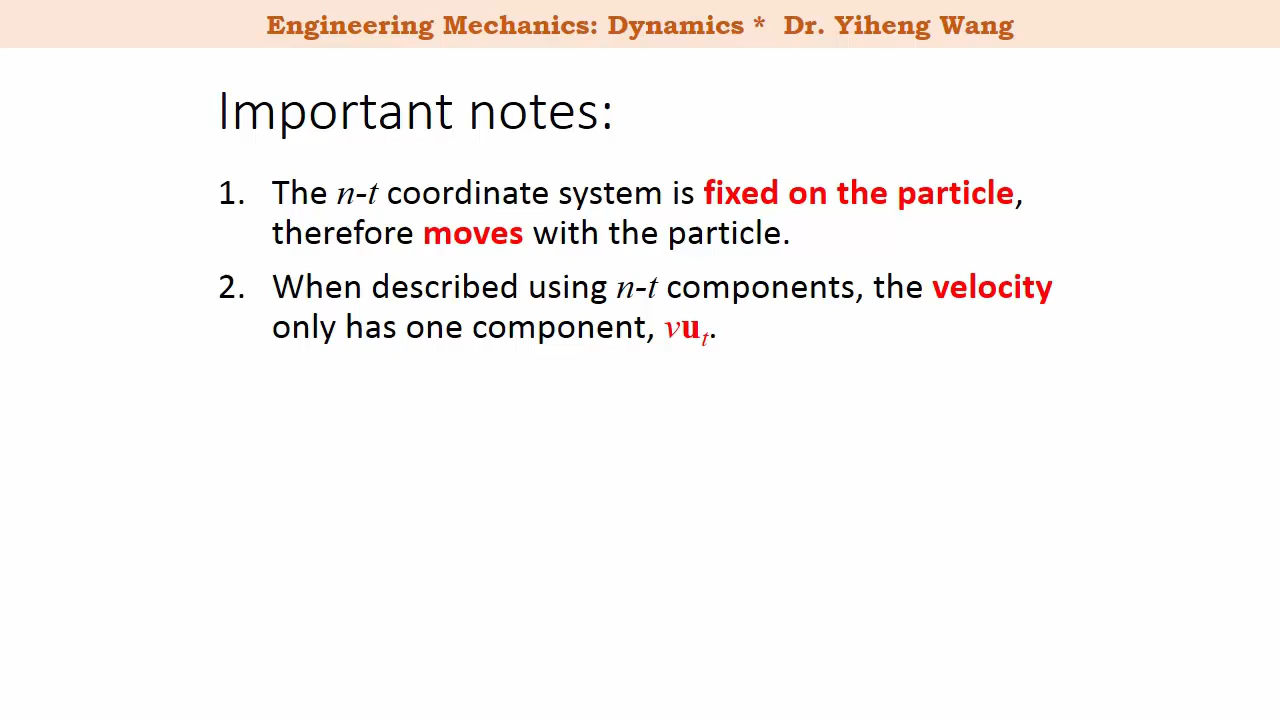 Engineering Mechanics: Dynamics * Dr. Yiheng Wang
Important notes:
1. The n-t coordinate system is fixed on the particle,
therefore moves with the particle.
2. When described using n-t components, the velocity
only has one component, vuₜ.